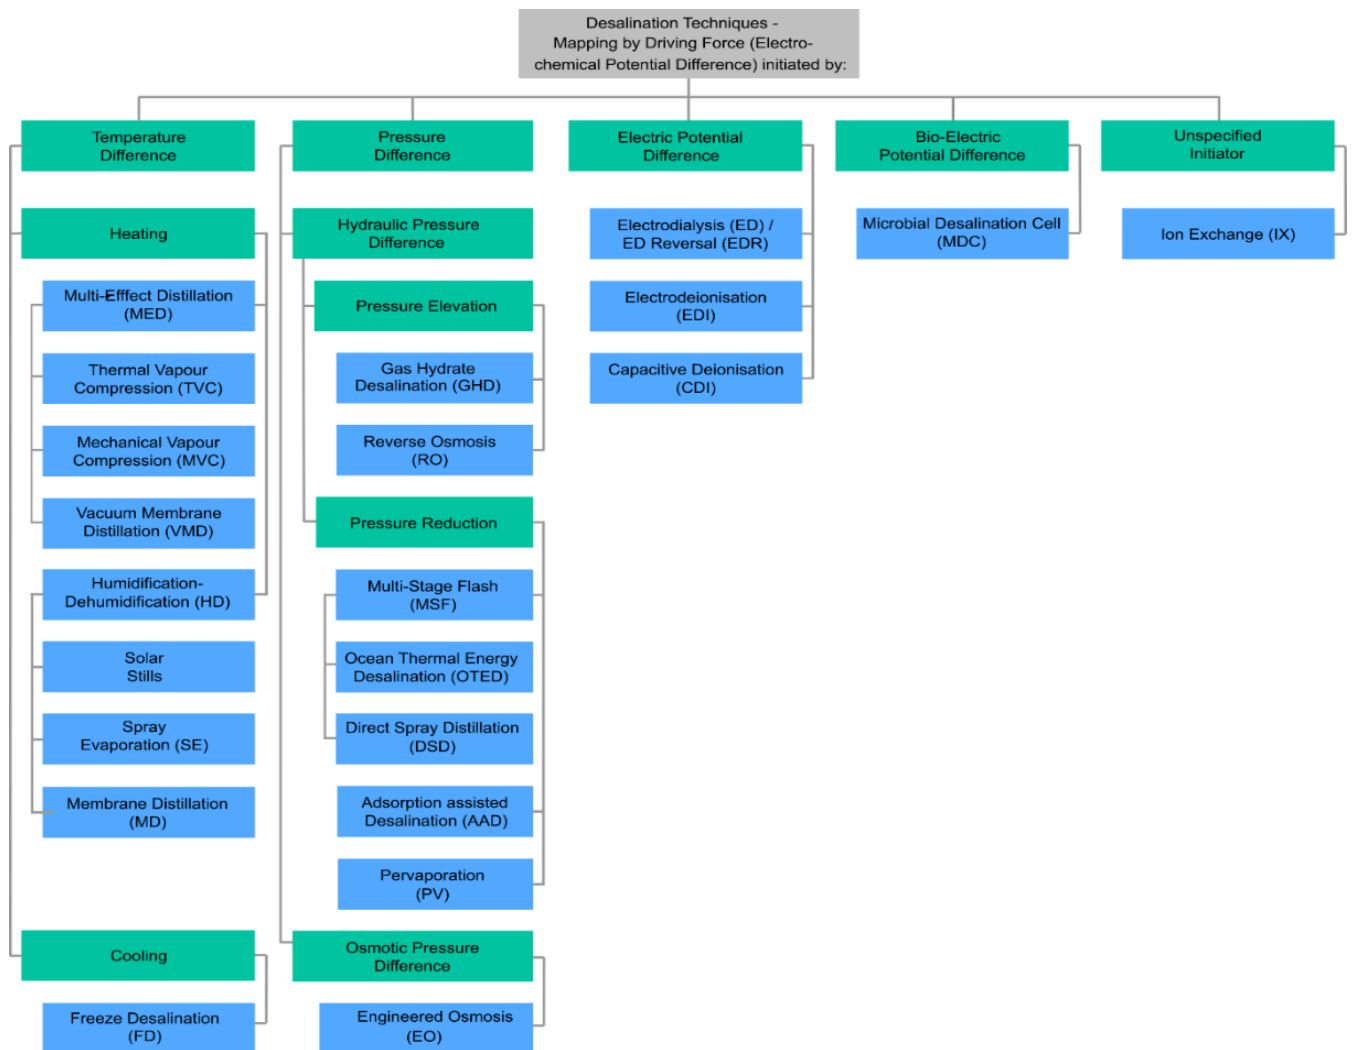 Desalination Techniques -
Mapping by Driving Force (Electro-
chemical Potential Difference) initiated by:
Temperature
Difference
Heating
Multi-Efffect Distillation
(MED)
Thermal Vapour
Compression (TVC)
Mechanical Vapour
Compression (MVC)
Vacuum Membrane
Distillation (VMD)
Humidification-
Dehumidification (HD)
Solar
Stills
Spray
Evaporation (SE)
Membrane Distillation
(MD)
Cooling
Freeze Desalination
(FD)
Pressure
Difference
Hydraulic Pressure
Difference
Pressure Elevation
Gas Hydrate
Desalination (GHD)
Reverse Osmosis
(RO)
Pressure Reduction
Multi-Stage Flash
(MSF)
Ocean Thermal Energy
Desalination (OTED)
Direct Spray Distillation
(DSD)
Adsorption assisted
Desalination (AAD)
Pervaporation
(PV)
Osmotic Pressure
Difference
Engineered Osmosis
(EO)
Electric Potential
Difference
Electrodialysis (ED) /
ED Reversal (EDR)
Electrodeionisation
(EDI)
Capacitive Deionisation
(CDI)
Bio-Electric
Potential Difference
Microbial Desalination Cell
(MDC)
Unspecified
Initiator
Ion Exchange (IX)